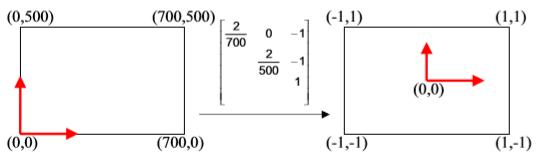 (0,500) (700,500) (-1,1) (1,1)
2/700 0 -1
2/500 -1
1
(0,0)
(0,0) (700,0) (-1,-1) (1,-1)